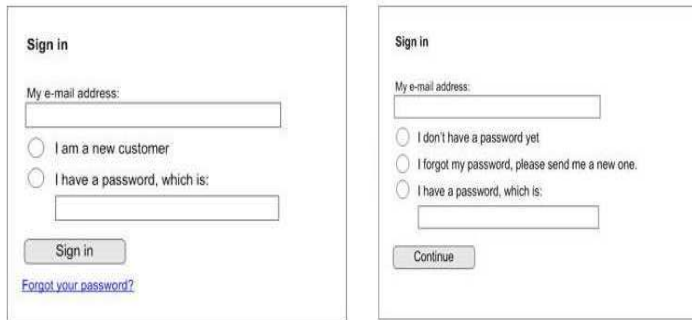 Sign in
My e-mail address:
I am a new customer
I have a password, which is:
Sign in
Forgot your password?
Sign in
My e-mail address:
I don't have a password yet
I forgot my password, please send me a new one.
I have a password, which is:
Continue